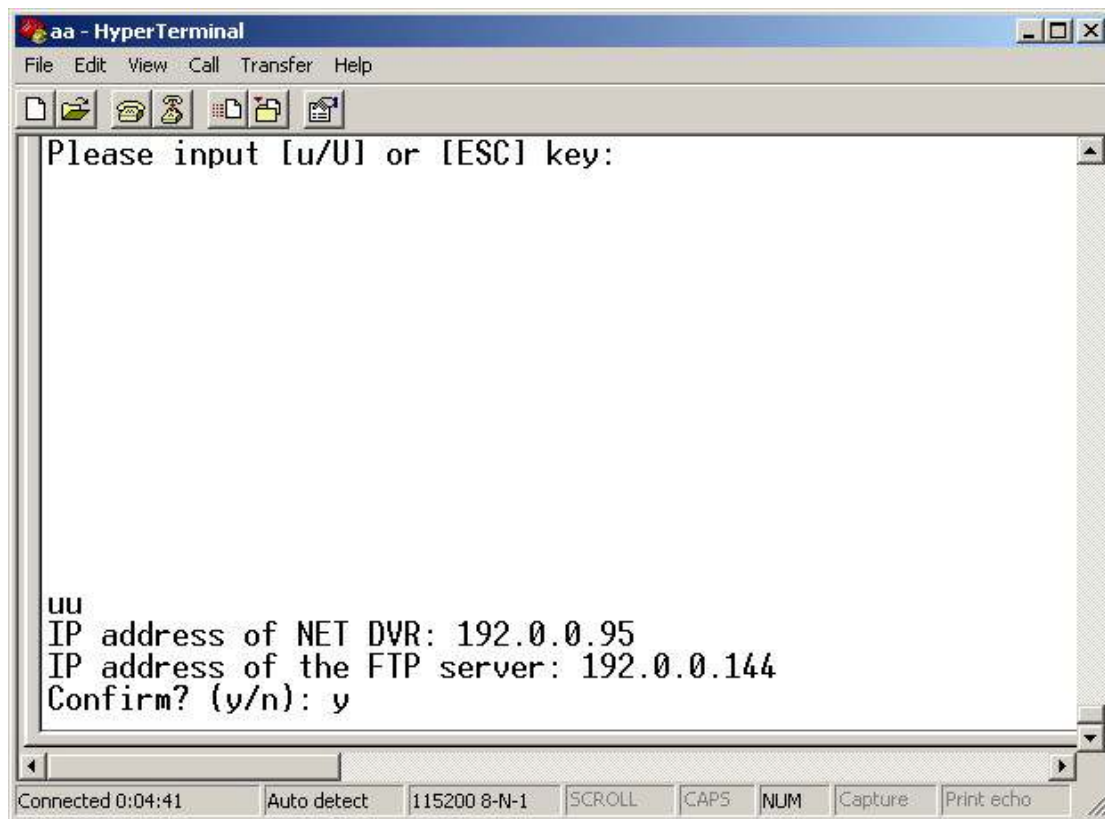 aa - HyperTerminal
File Edit View Call Transfer Help
Please input [u/U] or [ESC] key:
uu
IP address of NET DVR: 192.0.0.95
IP address of the FTP server: 192.0.0.144
Confirm? (y/n): y
Connected 0:04:41 Auto detect 115200 8-N-1 SCROLL CAPS NUM Capture Print echo